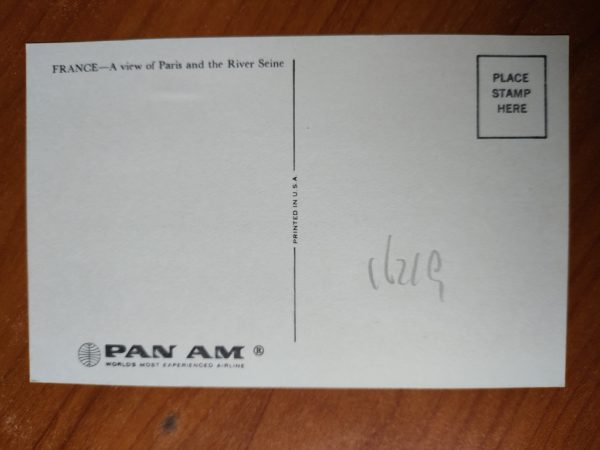 FRANCE—A view of Paris and the River Seine
PLACE
STAMP
HERE
PRINTED IN U.S.A.
PAN AM ®
WORLD'S MOST EXPERIENCED AIRLINE